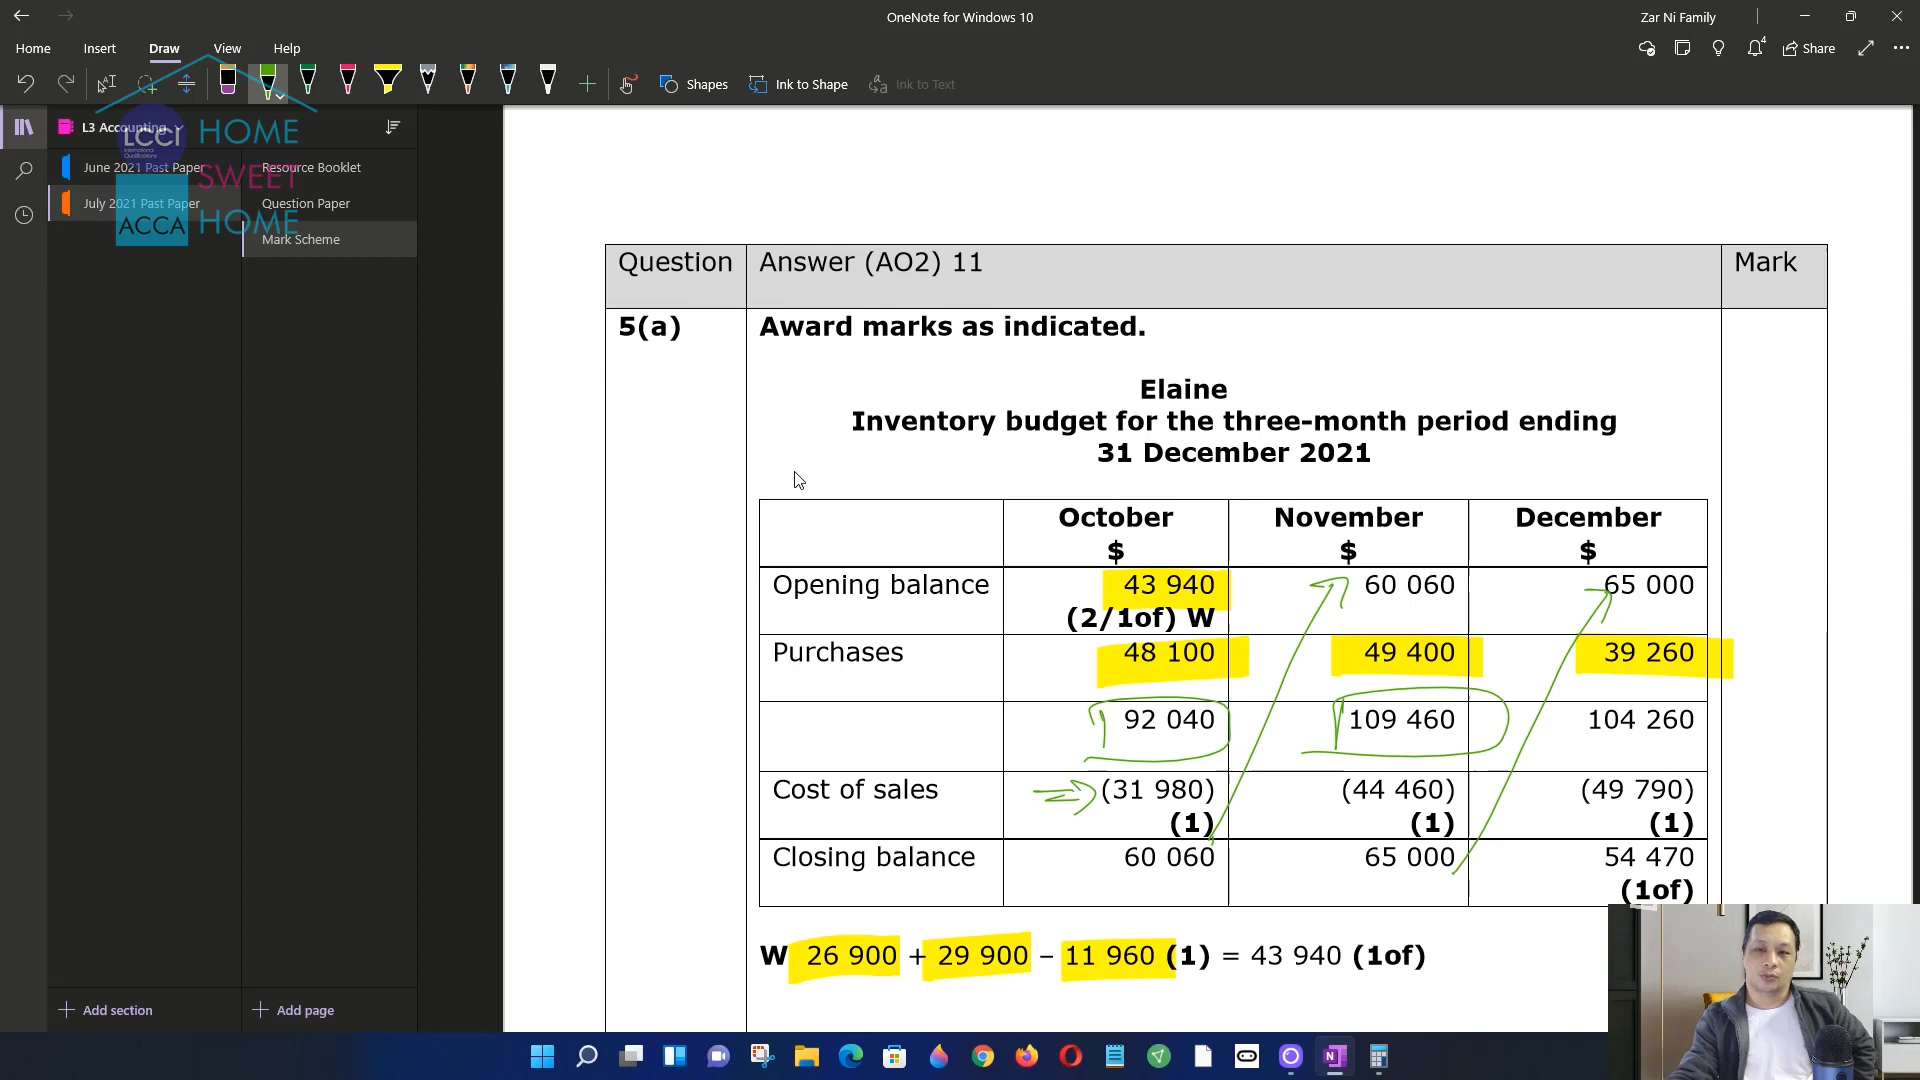 OneNote for Windows 10
Zar Ni Family
Home Insert Draw View Help
Share
Shapes
Ink to Shape
Ink to Text
L3 Accounting
LCCI
International Qualifications
HOME
SWEET
HOME
ACCA
June 2021 Past Paper
July 2021 Past Paper
Resource Booklet
Question Paper
Mark Scheme
Question Answer (AO2) 11 Mark
5(a) Award marks as indicated.
Elaine
Inventory budget for the three-month period ending
31 December 2021
October November December
$ $ $
Opening balance 43 940 60 060 65 000
(2/1of) W
Purchases 48 100 49 400 39 260
92 040 109 460 104 260
Cost of sales (31 980) (44 460) (49 790)
(1) (1) (1)
Closing balance 60 060 65 000 54 470
(1of)
W 26 900 + 29 900 – 11 960 (1) = 43 940 (1of)
Add section
Add page